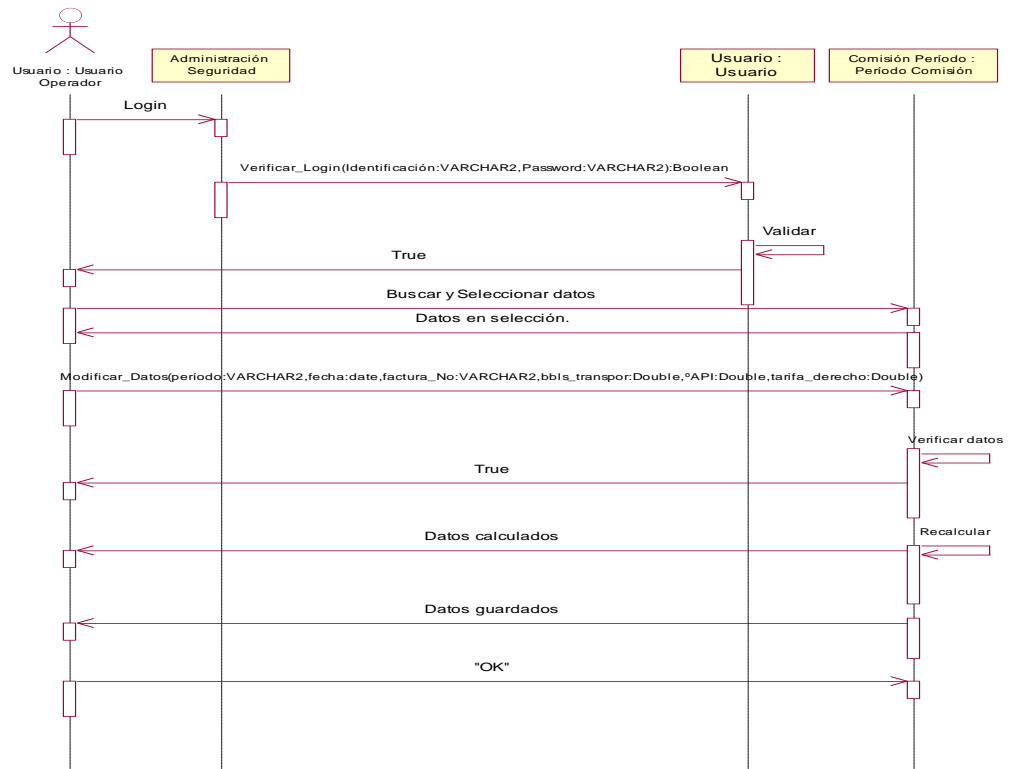 Usuario : Usuario
Operador
Administración
Seguridad
Usuario :
Usuario
Comisión Período :
Período Comisión
Login
Verificar_Login(Identificación:VARCHAR2,Password:VARCHAR2):Boolean
Validar
True
Buscar y Seleccionar datos
Datos en selección.
Modificar_Datos(período:VARCHAR2,fecha:date,factura_No:VARCHAR2,bbls_transpor:Double,ºAPI:Double,tarifa_derecho:Double)
Verificar datos
True
Recalcular
Datos calculados
Datos guardados
"OK"